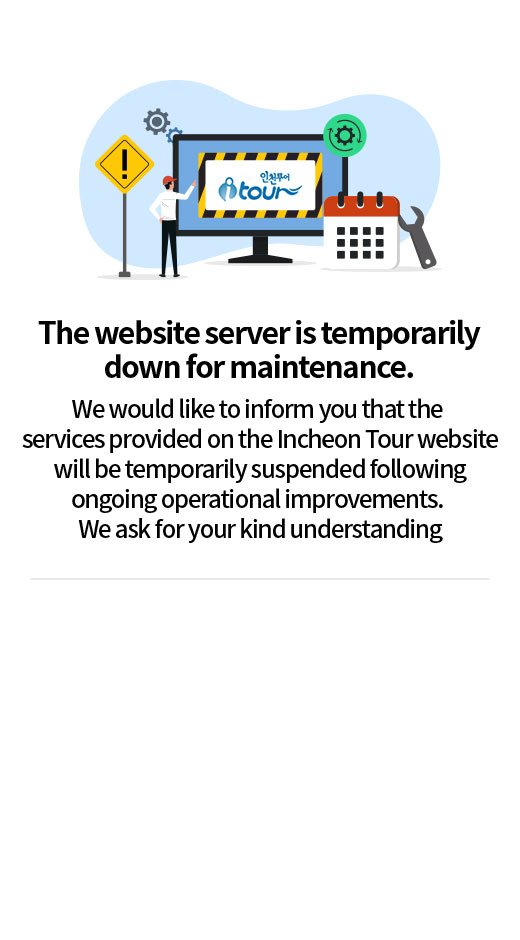 인천투어
itour
The website server is temporarily
down for maintenance.
We would like to inform you that the
services provided on the Incheon Tour website
will be temporarily suspended following
ongoing operational improvements.
We ask for your kind understanding